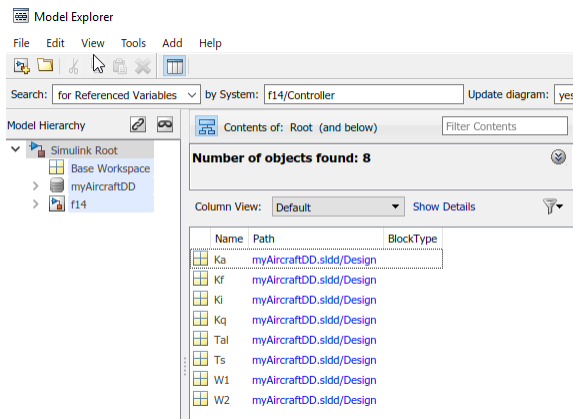 Model Explorer
File Edit View Tools Add Help
Search: for Referenced Variables by System: f14/Controller Update diagram: yes
Model Hierarchy Contents of: Root (and below) Filter Contents
Simulink Root
Base Workspace
myAircraftDD
f14
Number of objects found: 8
Column View: Default Show Details
Name Path BlockType
Ka myAircraftDD.sldd/Design
Kf myAircraftDD.sldd/Design
Ki myAircraftDD.sldd/Design
Kq myAircraftDD.sldd/Design
Tal myAircraftDD.sldd/Design
Ts myAircraftDD.sldd/Design
W1 myAircraftDD.sldd/Design
W2 myAircraftDD.sldd/Design